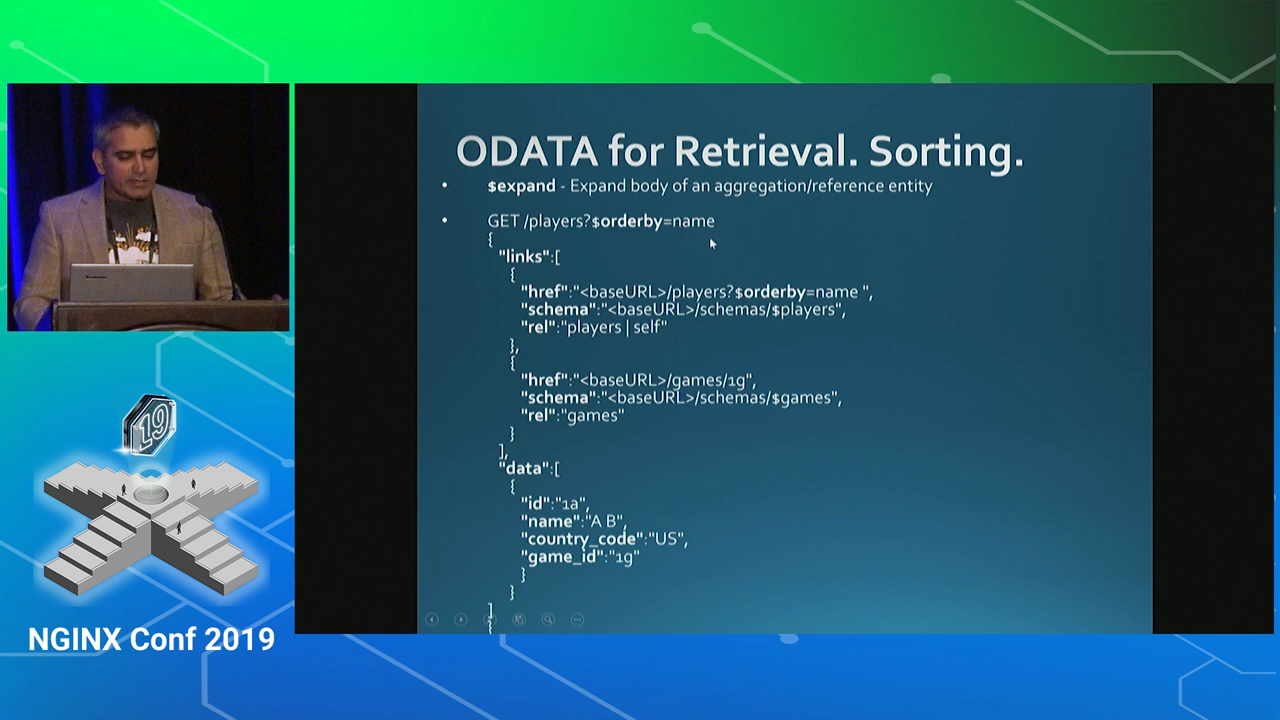 ODATA for Retrieval. Sorting.
• $expand - Expand body of an aggregation/reference entity
• GET /players?$orderby=name
{
"links":[
{
"href":"<baseURL>/players?$orderby=name ",
"schema":"<baseURL>/schemas/$players",
"rel":"players | self"
},
{
"href":"<baseURL>/games/1g",
"schema":"<baseURL>/schemas/$games",
"rel":"games"
}
],
"data":[
{
"id":"1a",
"name":"A B",
"country_code":"US",
"game_id":"1g"
}
}
]
{
19
NGINX Conf 2019